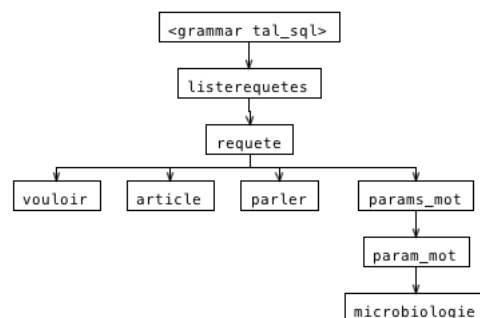 <grammar tal_sql>
listerequetes
requete
vouloir article parler params_mot
param_mot
microbiologie